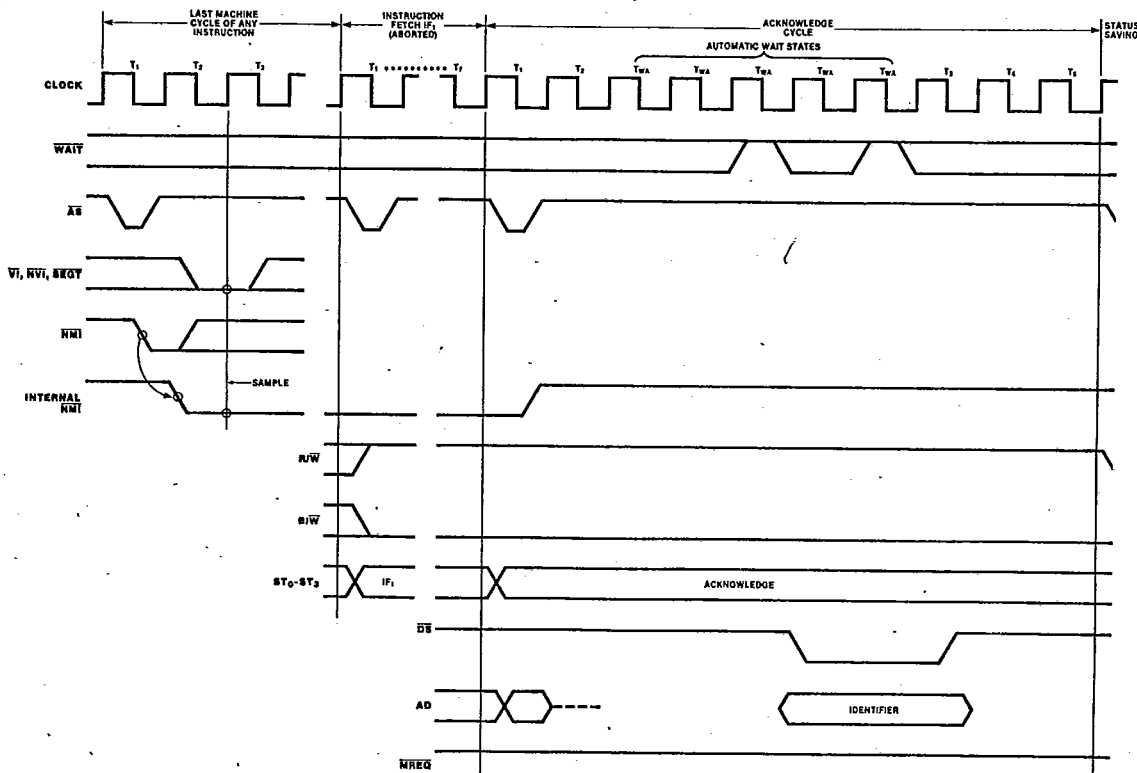 LAST MACHINE
CYCLE OF ANY
INSTRUCTION
INSTRUCTION
FETCH IF₁
(ABORTED)
ACKNOWLEDGE
CYCLE
STATUS
SAVING
AUTOMATIC WAIT STATES
CLOCK
T₁ T₂ T₃ T₁ T₂ T₁ T₂ TWA TWA TWA TWA TWA T₃ T₄ T₅
WAIT
AS
VI, NVI, SEGT
NMI
SAMPLE
INTERNAL
NMI
R/W
B/W
ST₀-ST₃
IF₁
ACKNOWLEDGE
DS
AD
IDENTIFIER
MREQ